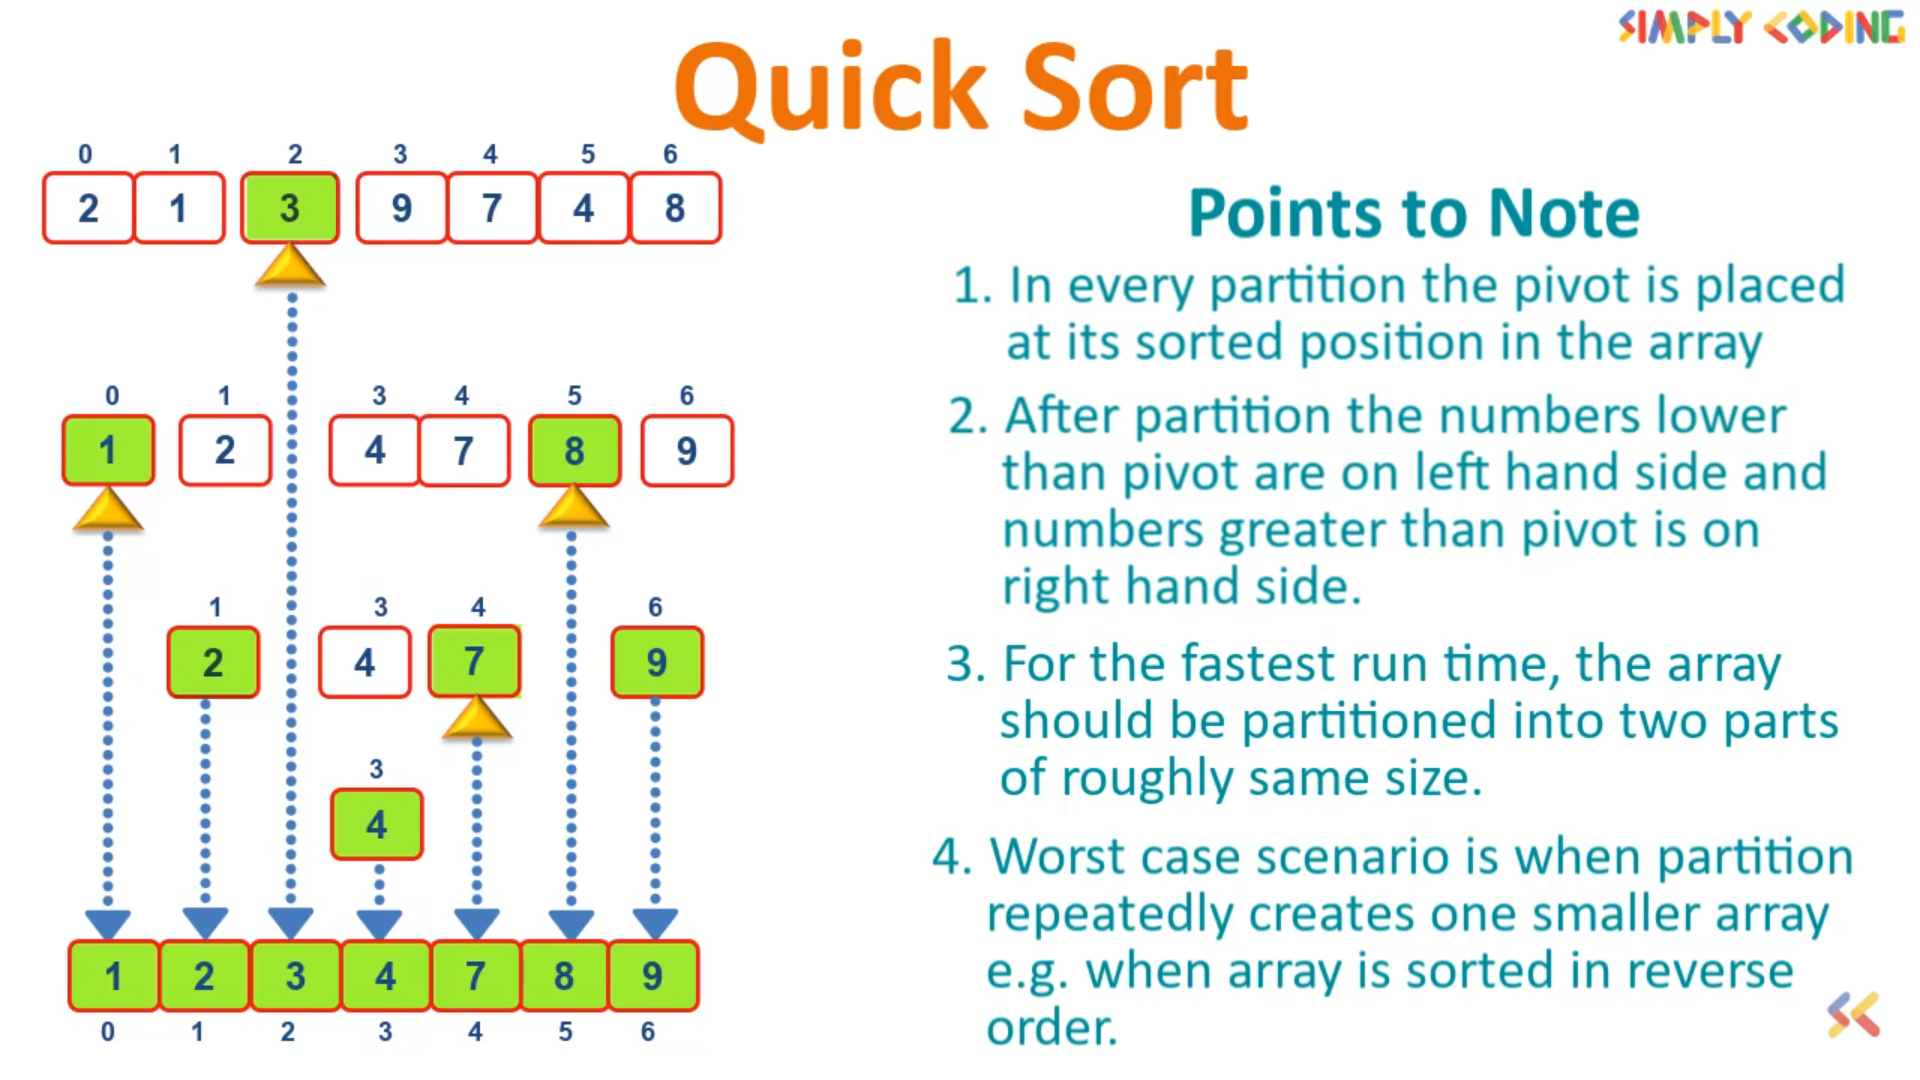 SIMPLY CODING
Quick Sort
0 1 2 3 4 5 6
2 1 3 9 7 4 8
0 1 3 4 5 6
1 2 4 7 8 9
1 3 4 6
2 4 7 9
3
4
1 2 3 4 7 8 9
0 1 2 3 4 5 6
Points to Note
1. In every partition the pivot is placed
at its sorted position in the array
2. After partition the numbers lower
than pivot are on left hand side and
numbers greater than pivot is on
right hand side.
3. For the fastest run time, the array
should be partitioned into two parts
of roughly same size.
4. Worst case scenario is when partition
repeatedly creates one smaller array
e.g. when array is sorted in reverse
order.